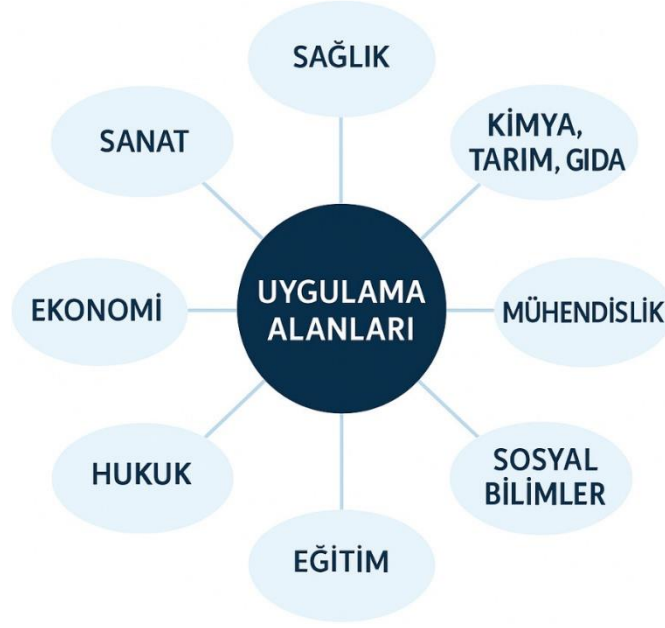 SAĞLIK
KİMYA,
TARIM, GIDA
MÜHENDİSLİK
SOSYAL
BİLİMLER
EĞİTİM
HUKUK
EKONOMİ
SANAT
UYGULAMA
ALANLARI